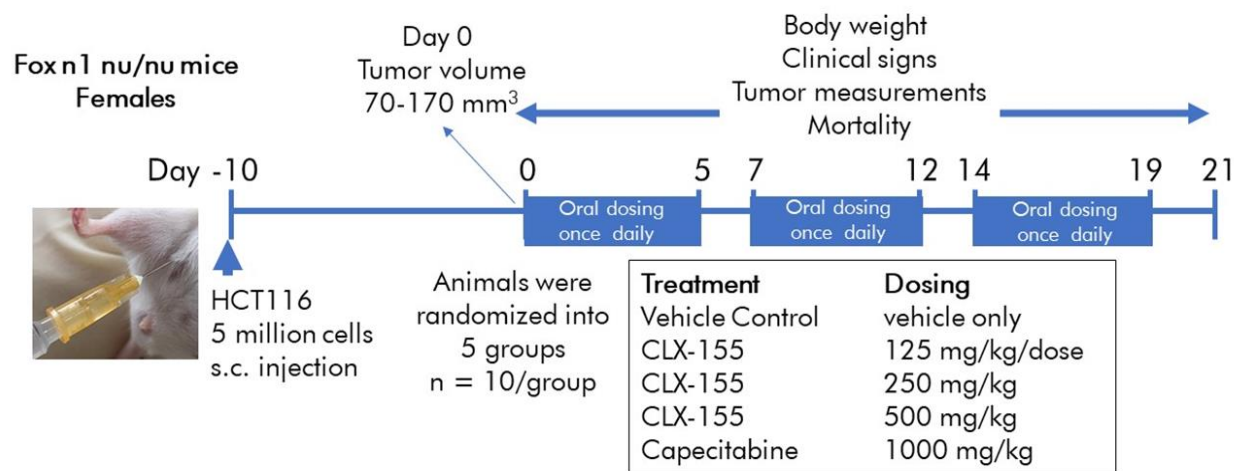 Fox n1 nu/nu mice
Females
Day 0
Tumor volume
70-170 mm³
Body weight
Clinical signs
Tumor measurements
Mortality
Day -10 0 5 7 12 14 19 21
Oral dosing
once daily
Oral dosing
once daily
Oral dosing
once daily
HCT116
5 million cells
s.c. injection
Animals were
randomized into
5 groups
n = 10/group
Treatment Dosing
Vehicle Control vehicle only
CLX-155 125 mg/kg/dose
CLX-155 250 mg/kg
CLX-155 500 mg/kg
Capecitabine 1000 mg/kg